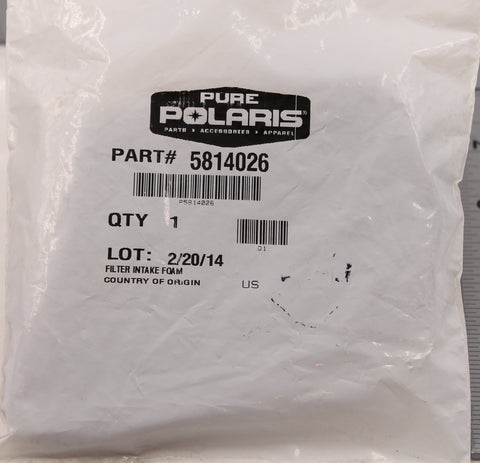 PURE
POLARIS®
PARTS • ACCESSORIES • APPAREL
PART# 5814026
P5814026
QTY 1
Q1
LOT: 2/20/14
FILTER INTAKE FOAM
COUNTRY OF ORIGIN US